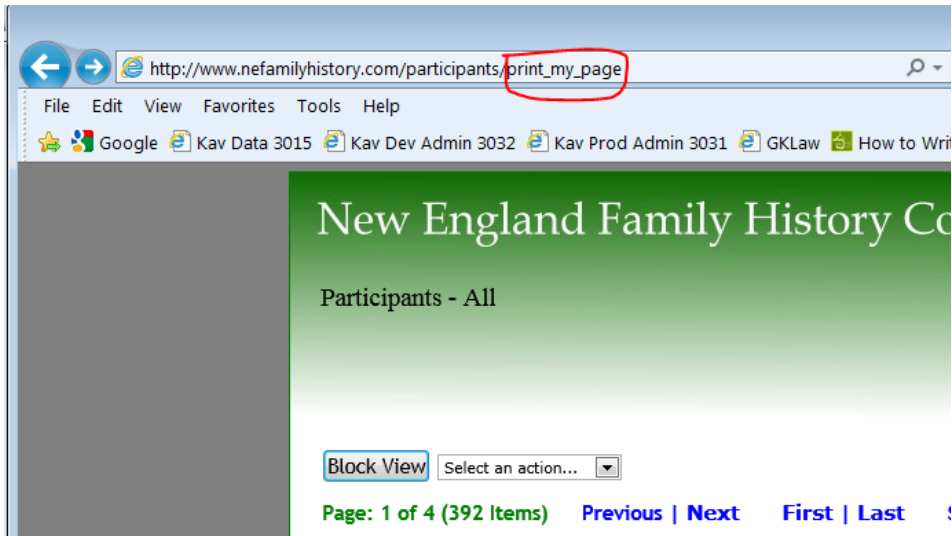 http://www.nefamilyhistory.com/participants/print_my_page
File Edit View Favorites Tools Help
Google Kav Data 3015 Kav Dev Admin 3032 Kav Prod Admin 3031 GKLaw How to Writ
New England Family History Co
Participants - All
Block View Select an action...
Page: 1 of 4 (392 Items) Previous | Next First | Last